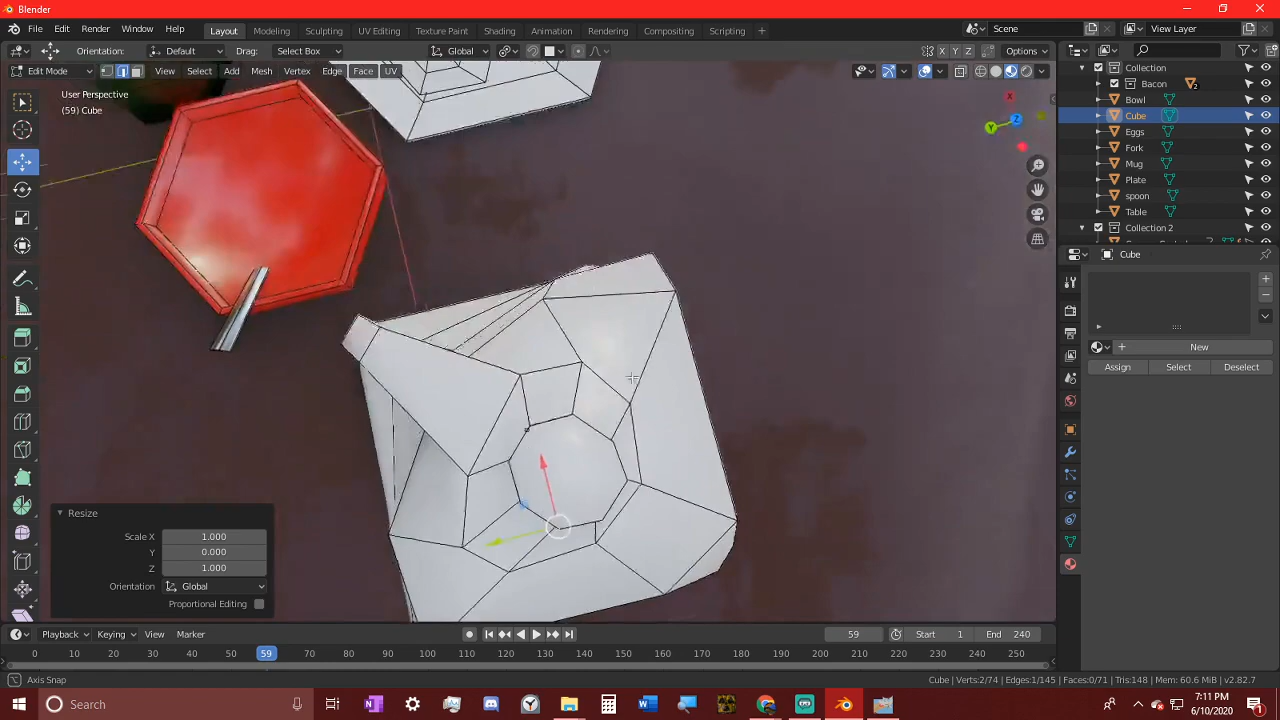 Blender
File Edit Render Window Help Layout Modeling Sculpting UV Editing Texture Paint Shading Animation Rendering Compositing Scripting + Scene View Layer
Orientation: Default Drag: Select Box Global X Y Z Options
Edit Mode View Select Add Mesh Vertex Edge Face UV
User Perspective
(59) Cube
Collection
Bacon 2
Bowl
Cube
Eggs
Fork
Mug
Plate
spoon
Table
Collection 2
Cube
New
Assign Select Deselect
Y Z
Resize
Scale X 1.000
Y 0.000
Z 1.000
Orientation Global
Proportional Editing
Playback Keying View Marker 59 Start 1 End 240
0 10 20 30 40 50 59 70 80 90 100 110 120 130 140 150 160 170 180 190 200 210 220 230 240 250
Axis Snap Cube | Verts:2/74 | Edges:1/145 | Faces:0/71 | Tris:148 | Mem: 60.6 MiB | v2.82.7
Search 7:11 PM
6/10/2020